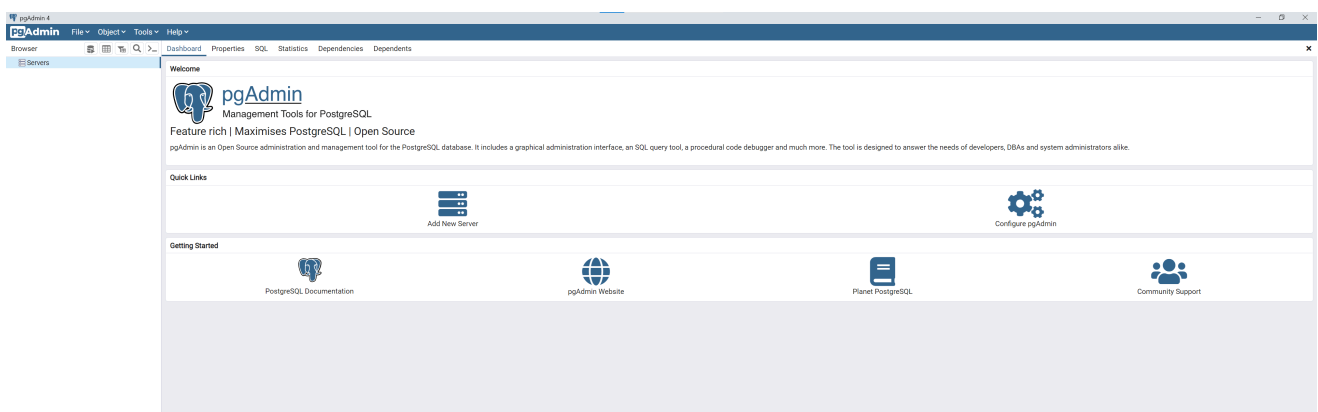 pgAdmin 4
pgAdmin File Object Tools Help
Browser Dashboard Properties SQL Statistics Dependencies Dependents
Servers
Welcome
pgAdmin
Management Tools for PostgreSQL
Feature rich | Maximises PostgreSQL | Open Source
pgAdmin is an Open Source administration and management tool for the PostgreSQL database. It includes a graphical administration interface, an SQL query tool, a procedural code debugger and much more. The tool is designed to answer the needs of developers, DBAs and system administrators alike.
Quick Links
Add New Server Configure pgAdmin
Getting Started
PostgreSQL Documentation pgAdmin Website Planet PostgreSQL Community Support